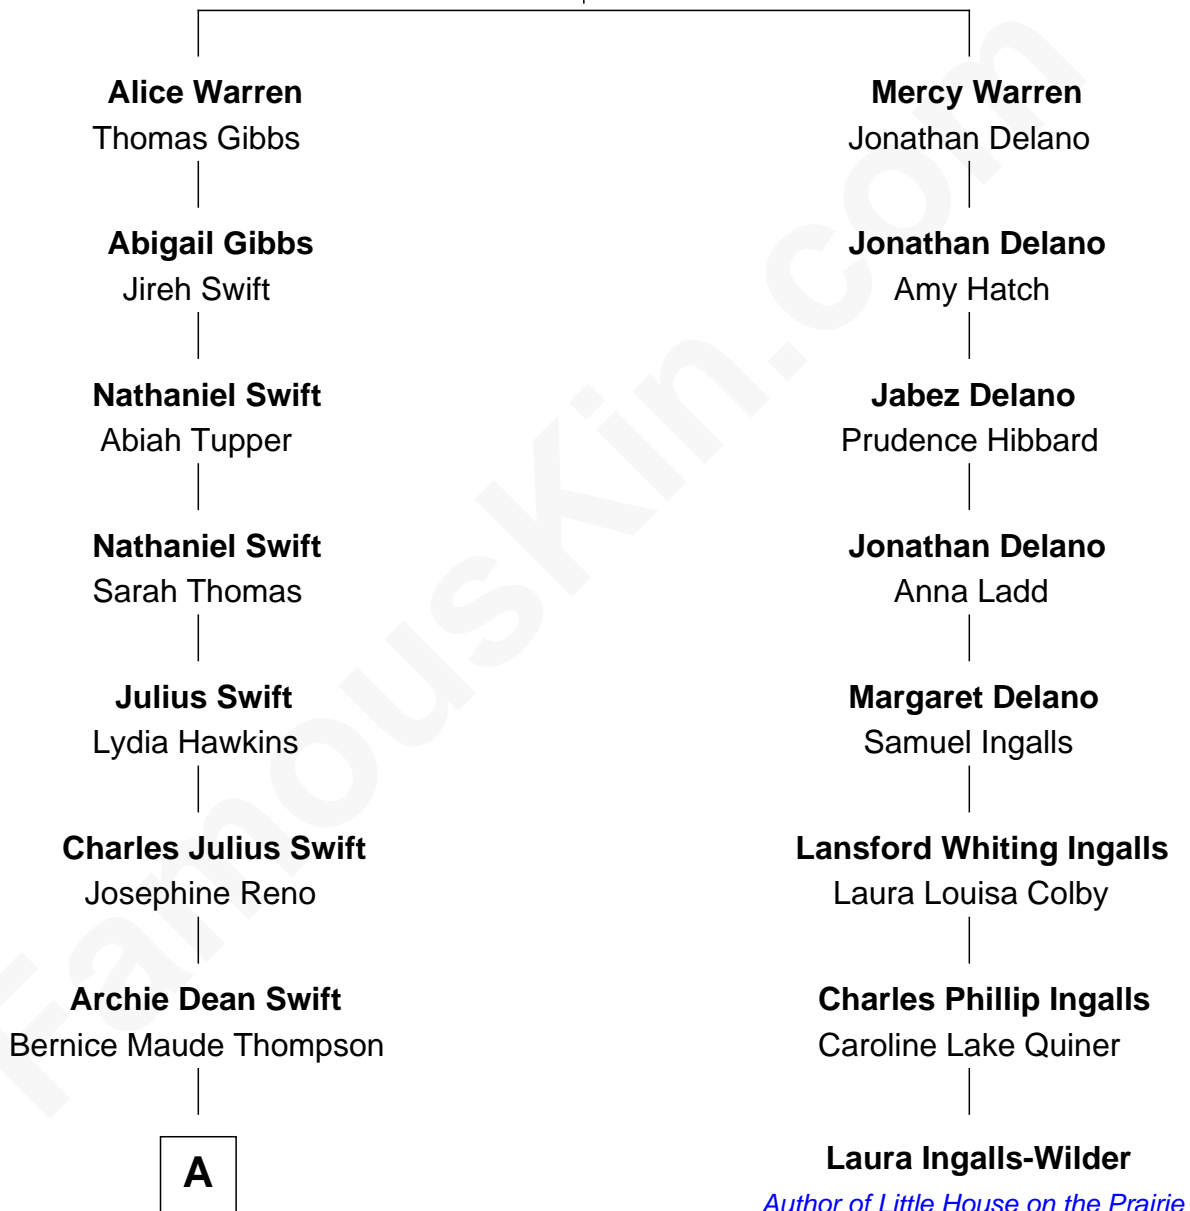 Alice Warren
Thomas Gibbs
Abigail Gibbs
Jireh Swift
Nathaniel Swift
Abiah Tupper
Nathaniel Swift
Sarah Thomas
Julius Swift
Lydia Hawkins
Charles Julius Swift
Josephine Reno
Archie Dean Swift
Bernice Maude Thompson
A
Mercy Warren
Jonathan Delano
Jonathan Delano
Amy Hatch
Jabez Delano
Prudence Hibbard
Jonathan Delano
Anna Ladd
Margaret Delano
Samuel Ingalls
Lansford Whiting Ingalls
Laura Louisa Colby
Charles Phillip Ingalls
Caroline Lake Quiner
Laura Ingalls-Wilder
Author of Little House on the Prairie
FamousKin.com